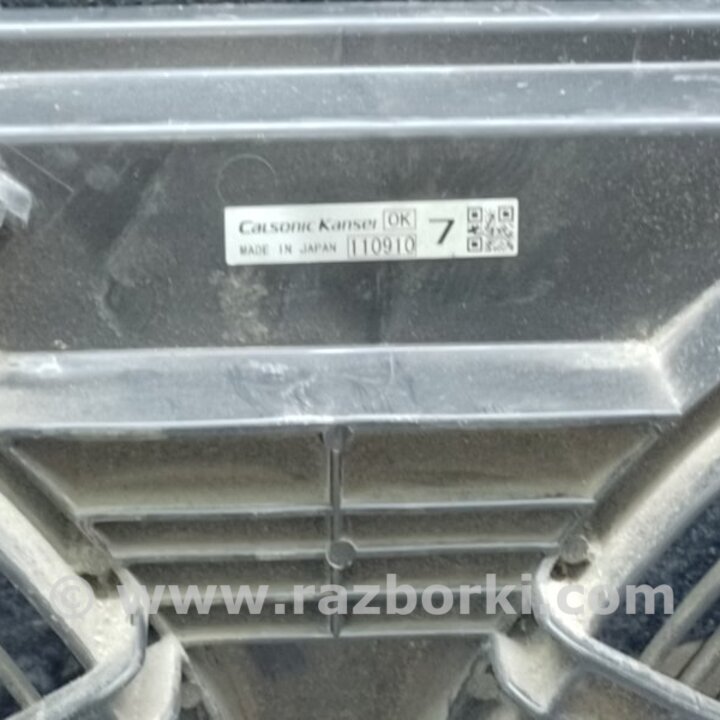 Calsonic Kansei OK 7
MADE IN JAPAN 110910
© www.razborki.com